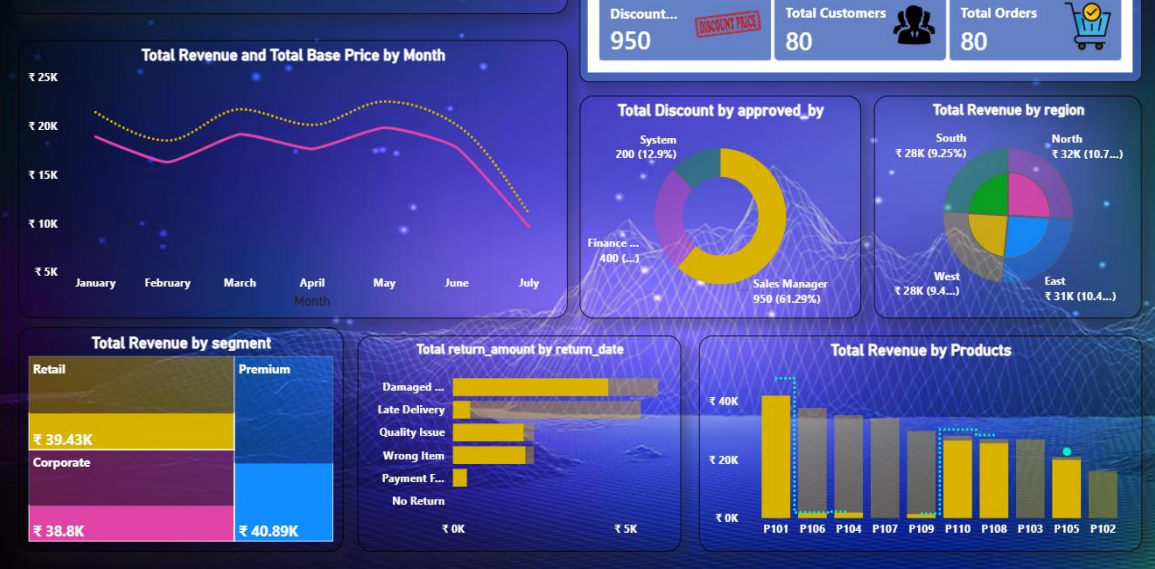 Discount...
950
DISCOUNT PRICE
Total Customers
80
Total Orders
80
Total Revenue and Total Base Price by Month
₹ 25K
₹ 20K
₹ 15K
₹ 10K
₹ 5K
January February March April May June July
Month
Total Discount by approved_by
System
200 (12.9%)
Finance ...
400 (...)
Sales Manager
950 (61.29%)
Total Revenue by region
South
₹ 28K (9.25%)
North
₹ 32K (10.7...)
West
₹ 28K (9.4...)
East
₹ 31K (10.4...)
Total Revenue by segment
Retail
₹ 39.43K
Corporate
₹ 38.8K
Premium
₹ 40.89K
Total return_amount by return_date
Damaged ...
Late Delivery
Quality Issue
Wrong Item
Payment F...
No Return
₹ 0K ₹ 5K
Total Revenue by Products
₹ 40K
₹ 20K
₹ 0K
P101 P106 P104 P107 P109 P110 P108 P103 P105 P102